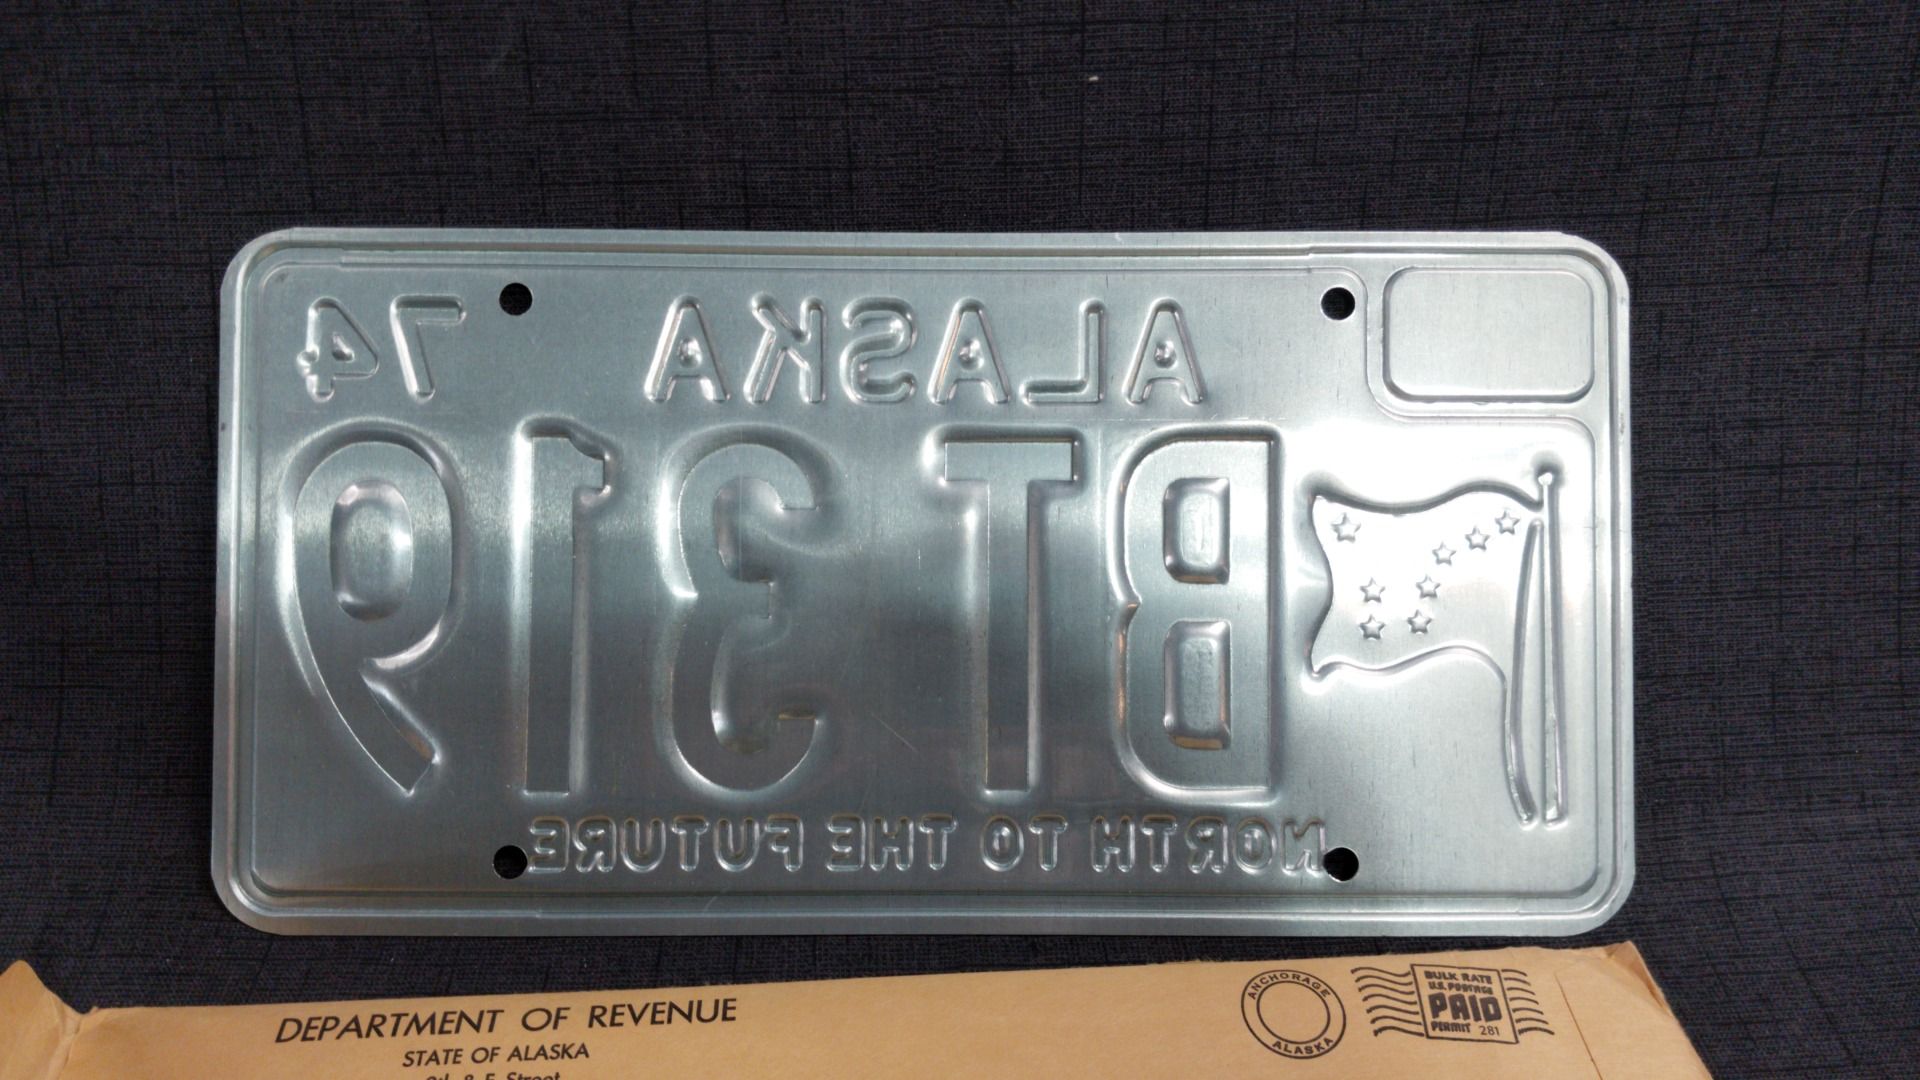 ALASKA 74
BT 319
NORTH TO THE FUTURE
DEPARTMENT OF REVENUE
STATE OF ALASKA
& F Street
ANCHORAGE
ALASKA
BULK RATE
U.S. POSTAGE
PAID
PERMIT 281